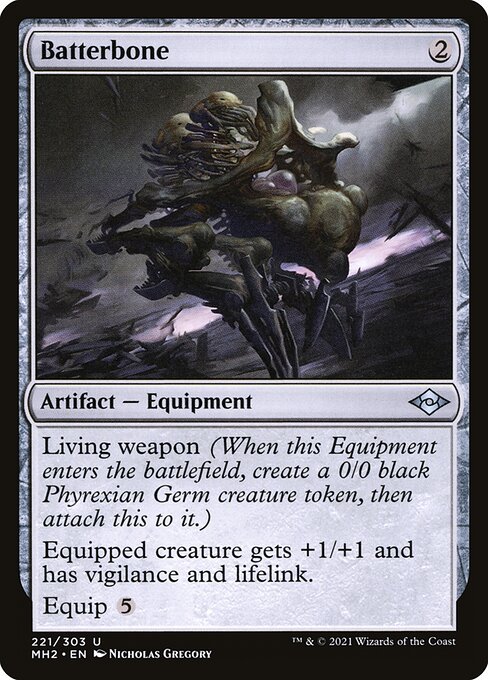 Batterbone 2
Artifact — Equipment
Living weapon (When this Equipment
enters the battlefield, create a 0/0 black
Phyrexian Germ creature token, then
attach this to it.)
Equipped creature gets +1/+1 and
has vigilance and lifelink.
Equip 5
221/303 U
MH2 • EN Nicholas Gregory
™ & © 2021 Wizards of the Coast